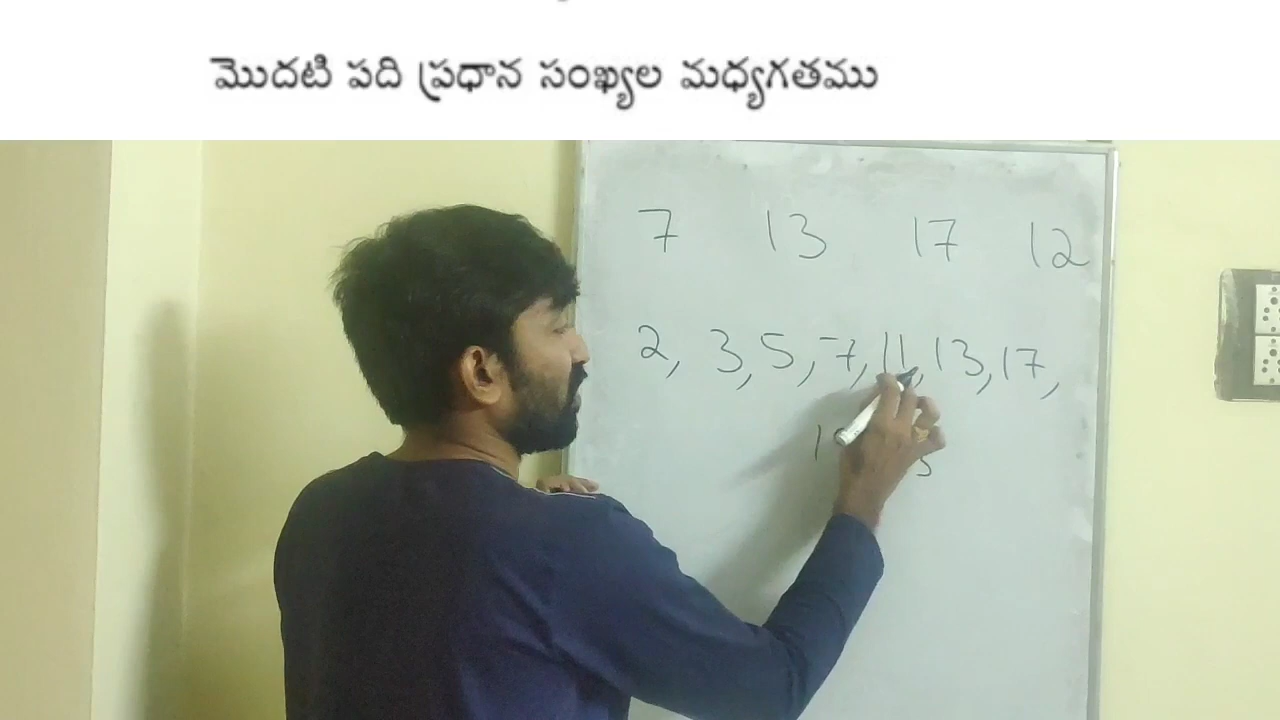 మొదటి పది ప్రధాన సంఖ్యల మధ్యగతము
7 13 17 12
2, 3, 5, 7, 11, 13, 17,